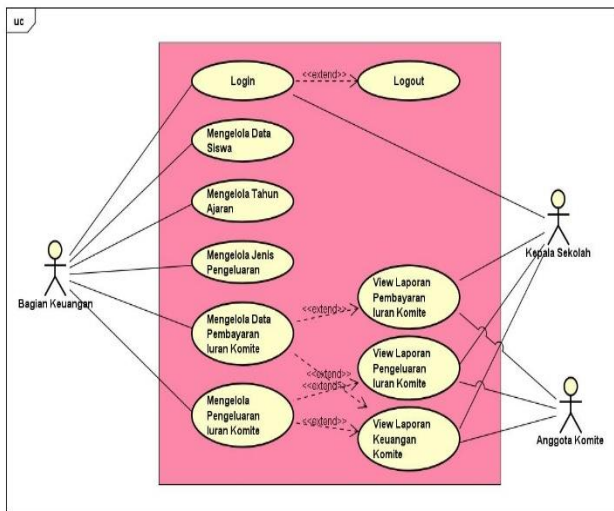 uc
Login
<<extend>>
Logout
Mengelola Data
Siswa
Mengelola Tahun
Ajaran
Mengelola Jenis
Pengeluaran
Mengelola Data
Pembayaran
Iuran Komite
<<extend>>
View Laporan
Pembayaran
Iuran Komite
Mengelola
Pengeluaran
Iuran Komite
<<extend>>
<<extend>>
<<extend>>
View Laporan
Pengeluaran
Iuran Komite
View Laporan
Keuangan
Komite
Bagian Keuangan
Kepala Sekolah
Anggota Komite